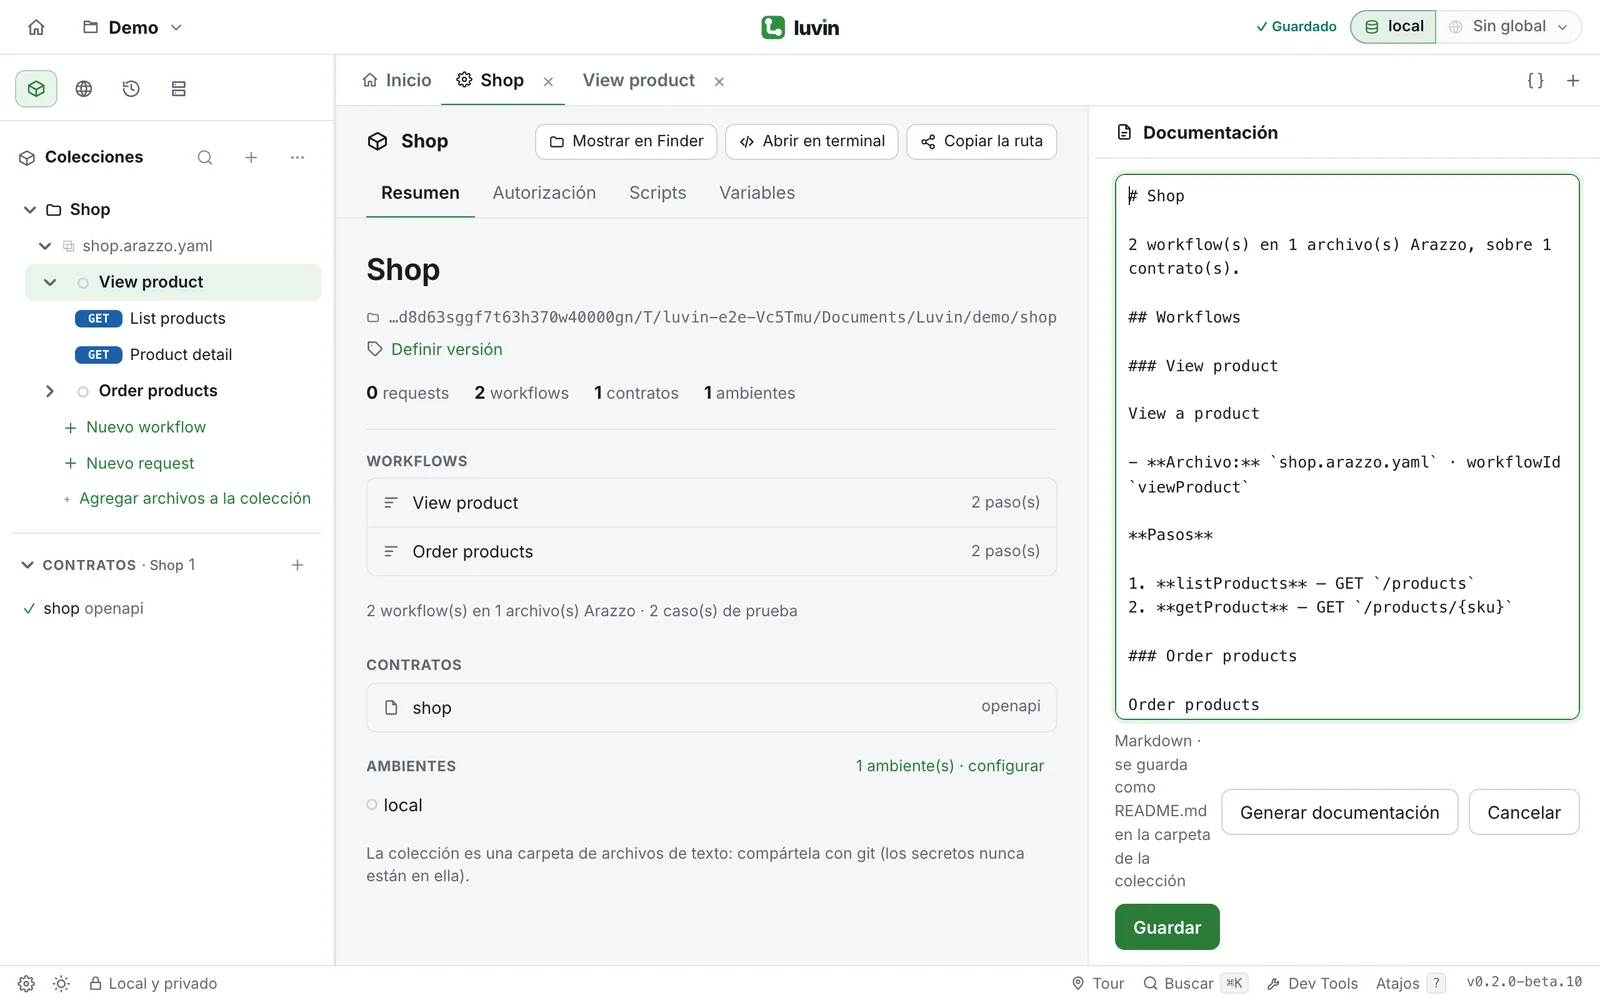 Demo
luvin
Guardado
local
Sin global
Inicio
Shop
View product
{}
Colecciones
Shop
shop.arazzo.yaml
View product
GET List products
GET Product detail
Order products
+ Nuevo workflow
+ Nuevo request
+ Agregar archivos a la colección
CONTRATOS · Shop 1
shop openapi
Shop
Mostrar en Finder
Abrir en terminal
Copiar la ruta
Resumen
Autorización
Scripts
Variables
Shop
…d8d63sggf7t63h370w40000gn/T/luvin-e2e-Vc5Tmu/Documents/Luvin/demo/shop
Definir versión
0 requests 2 workflows 1 contratos 1 ambientes
WORKFLOWS
View product 2 paso(s)
Order products 2 paso(s)
2 workflow(s) en 1 archivo(s) Arazzo · 2 caso(s) de prueba
CONTRATOS
shop openapi
AMBIENTES 1 ambiente(s) · configurar
local
La colección es una carpeta de archivos de texto: compártela con git (los secretos nunca
están en ella).
Documentación
# Shop
2 workflow(s) en 1 archivo(s) Arazzo, sobre 1
contrato(s).
## Workflows
### View product
View a product
- **Archivo:** `shop.arazzo.yaml` · workflowId
`viewProduct`
**Pasos**
1. **listProducts** — GET `/products`
2. **getProduct** — GET `/products/{sku}`
### Order products
Order products
Markdown ·
se guarda
como
README.md
en la carpeta
de la
colección
Generar documentación
Cancelar
Guardar
Local y privado
Tour
Buscar ⌘K
Dev Tools
Atajos ?
v0.2.0-beta.10